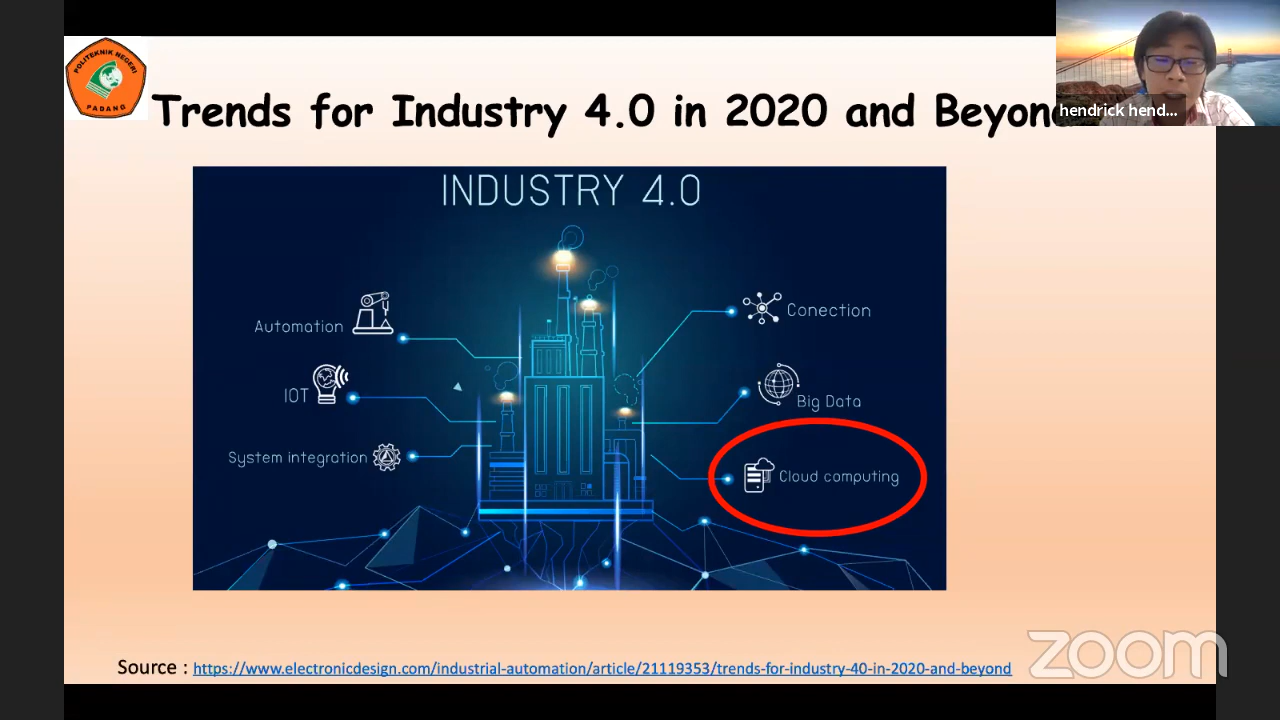 POLITEKNIK NEGERI
PADANG
Trends for Industry 4.0 in 2020 and Beyond
hendrick hend...
INDUSTRY 4.0
Automation
Conection
IOT
Big Data
System integration
Cloud computing
Source : https://www.electronicdesign.com/industrial-automation/article/21119353/trends-for-industry-40-in-2020-and-beyond
zoom